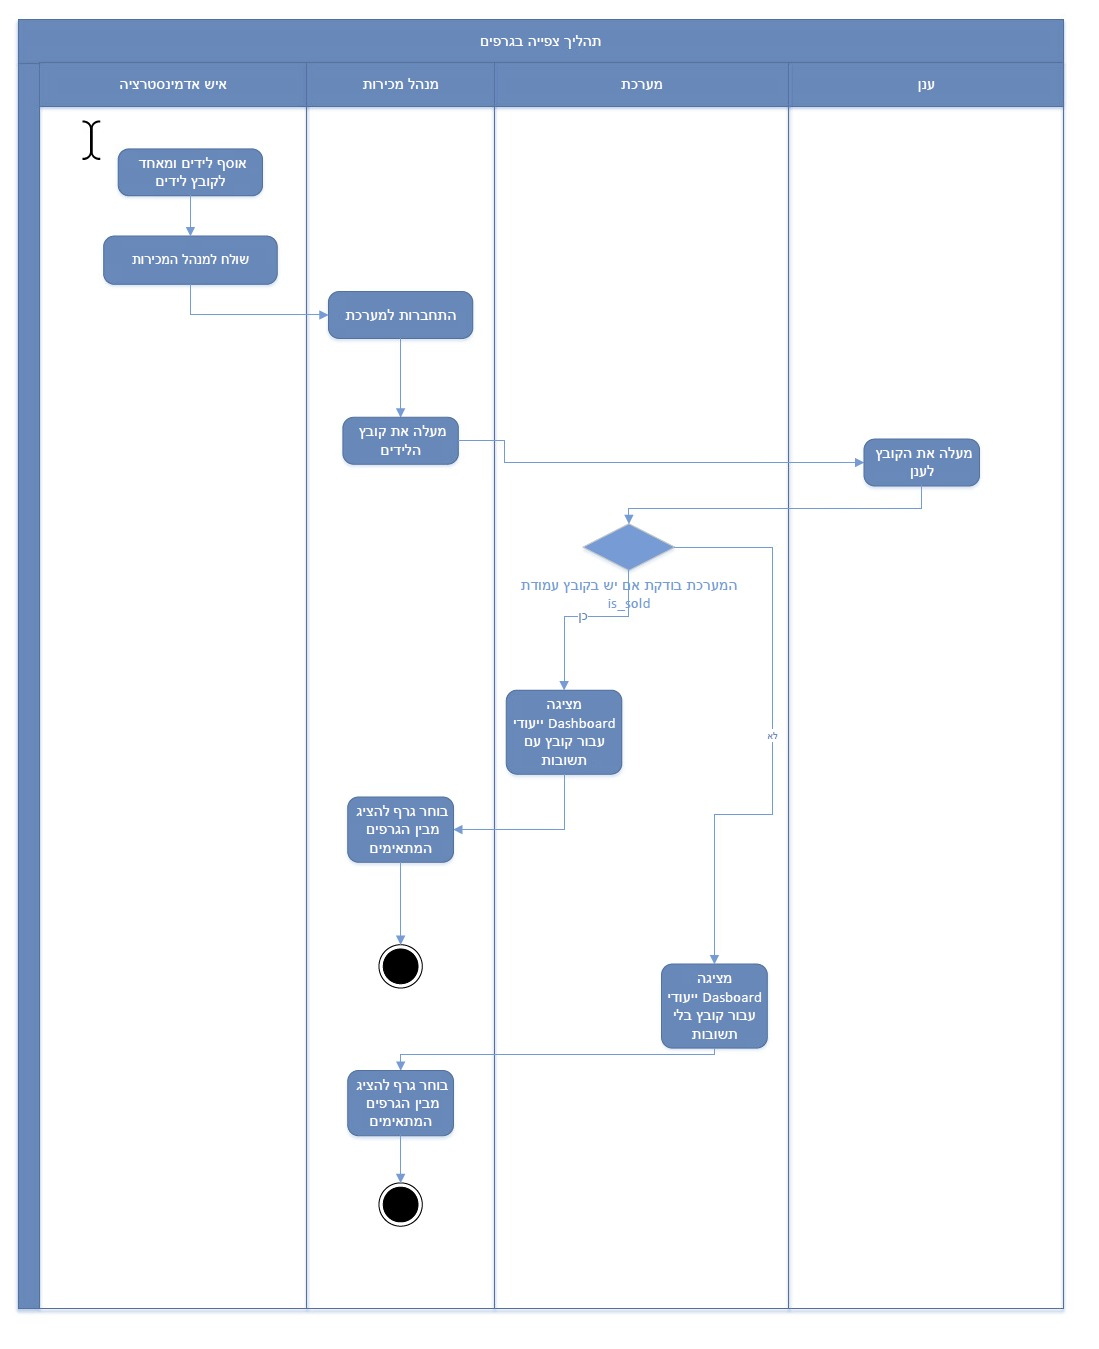 תהליך צפייה בגרפים
איש אדמיניסטרציה
מנהל מכירות
מערכת
ענן
אוסף לידים ומאחד
לקובץ לידים
שולח למנהל המכירות
התחברות למערכת
מעלה את קובץ
הלידים
מעלה את הקובץ
לענן
המערכת בודקת אם יש בקובץ עמודת
is_sold
כן
מציגה
Dashboard ייעודי
עבור קובץ עם
תשובות
לא
בוחר גרף להציג
מבין הגרפים
המתאימים
מציגה
Dasboard ייעודי
עבור קובץ בלי
תשובות
בוחר גרף להציג
מבין הגרפים
המתאימים